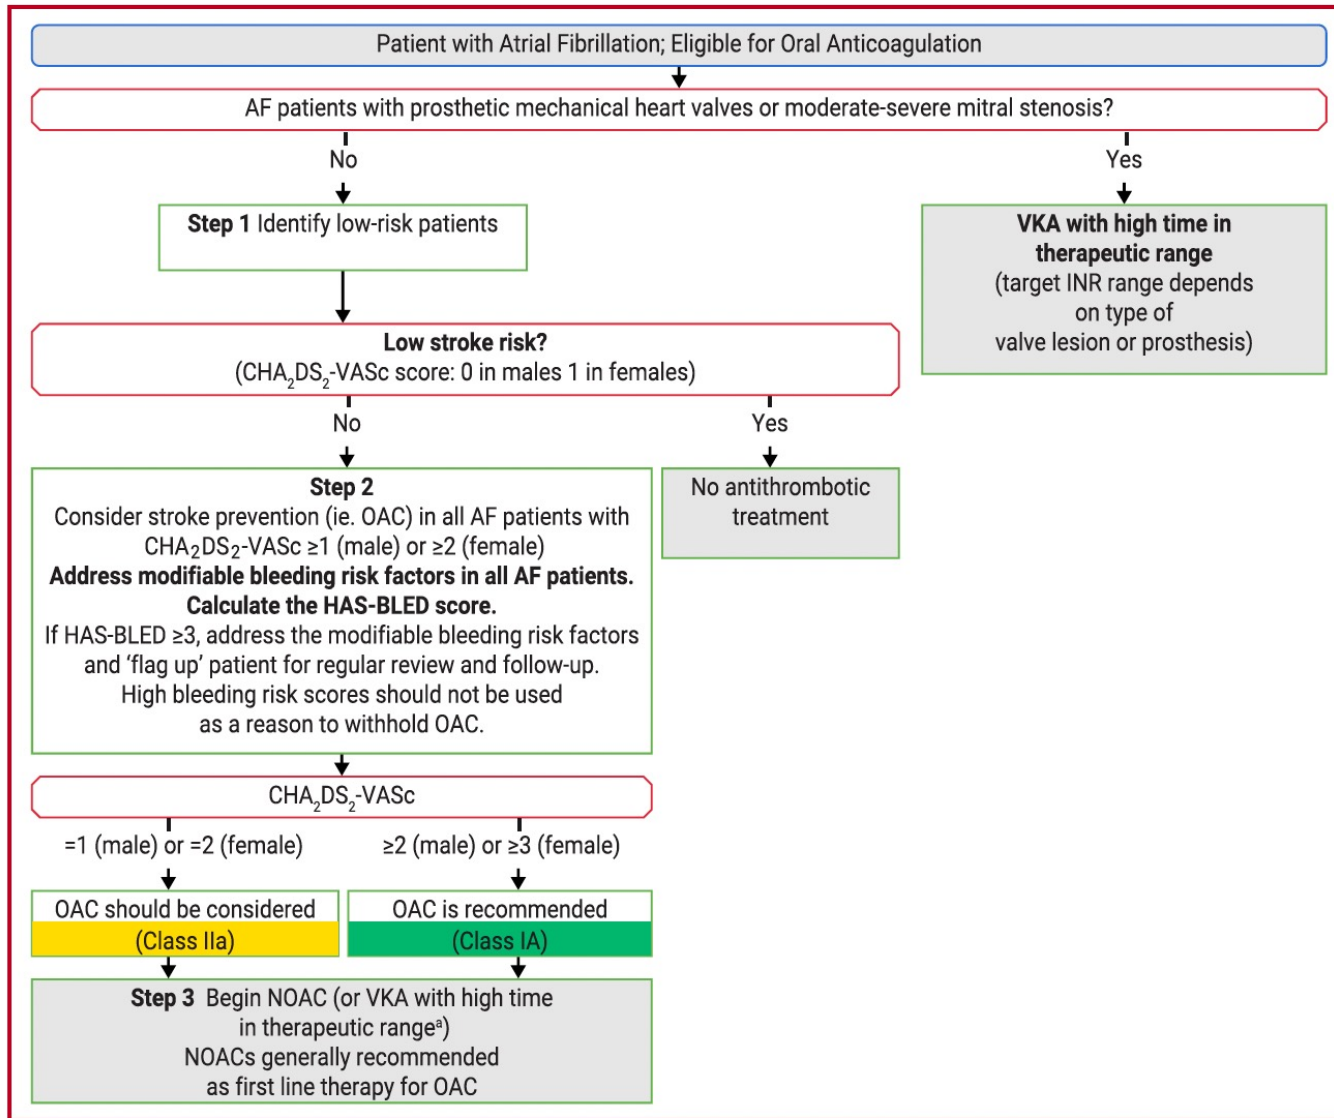 Patient with Atrial Fibrillation; Eligible for Oral Anticoagulation
AF patients with prosthetic mechanical heart valves or moderate-severe mitral stenosis?
No
Yes
Step 1 Identify low-risk patients
VKA with high time in
therapeutic range
(target INR range depends
on type of
valve lesion or prosthesis)
Low stroke risk?
(CHA₂DS₂-VASc score: 0 in males 1 in females)
No
Yes
Step 2
Consider stroke prevention (ie. OAC) in all AF patients with
CHA₂DS₂-VASc ≥1 (male) or ≥2 (female)
Address modifiable bleeding risk factors in all AF patients.
Calculate the HAS-BLED score.
If HAS-BLED ≥3, address the modifiable bleeding risk factors
and ‘flag up’ patient for regular review and follow-up.
High bleeding risk scores should not be used
as a reason to withhold OAC.
No antithrombotic
treatment
CHA₂DS₂-VASc
=1 (male) or =2 (female)
≥2 (male) or ≥3 (female)
OAC should be considered
(Class IIa)
OAC is recommended
(Class IA)
Step 3 Begin NOAC (or VKA with high time
in therapeutic rangeᵃ)
NOACs generally recommended
as first line therapy for OAC